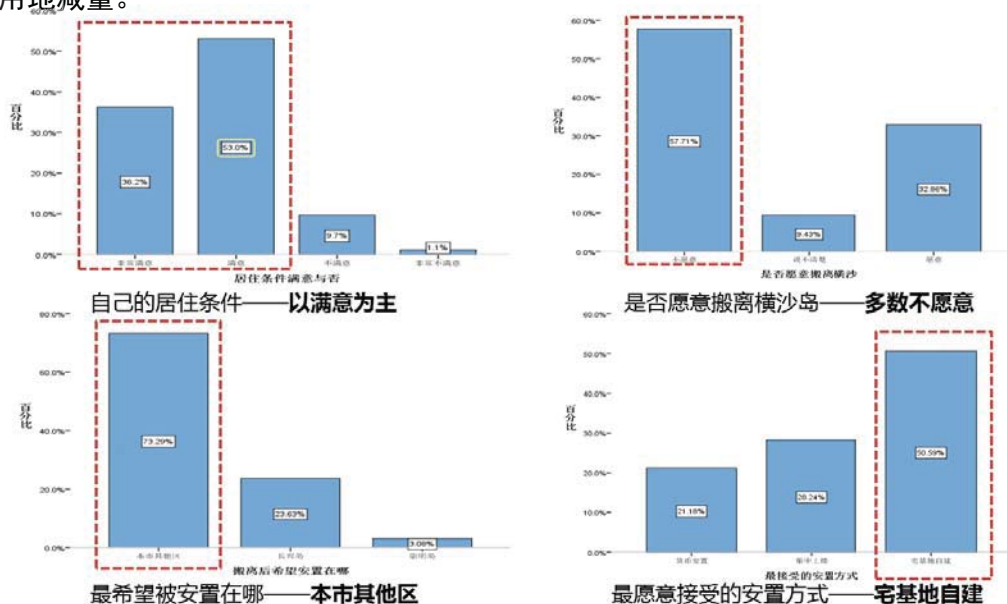 用地减量。
60.0%
50.0%
40.0%
30.0%
20.0%
10.0%
0.0%
百分比
36.2%
53.0%
9.7%
1.1%
非常满意
满意
不满意
非常不满意
居住条件满意与否
自己的居住条件——以满意为主
60.0%
50.0%
40.0%
30.0%
20.0%
10.0%
0.0%
百分比
57.71%
9.43%
32.86%
不愿意
说不清楚
愿意
是否愿意搬离横沙
是否愿意搬离横沙岛——多数不愿意
80.0%
60.0%
40.0%
20.0%
0.0%
百分比
73.29%
23.63%
3.08%
本市其他区
长兴岛
崇明岛
搬离后希望安置在哪
最希望被安置在哪——本市其他区
60.0%
50.0%
40.0%
30.0%
20.0%
10.0%
0.0%
百分比
21.18%
28.24%
50.59%
货币安置
集中上楼
宅基地自建
最接受的安置方式
最愿意接受的安置方式——宅基地自建